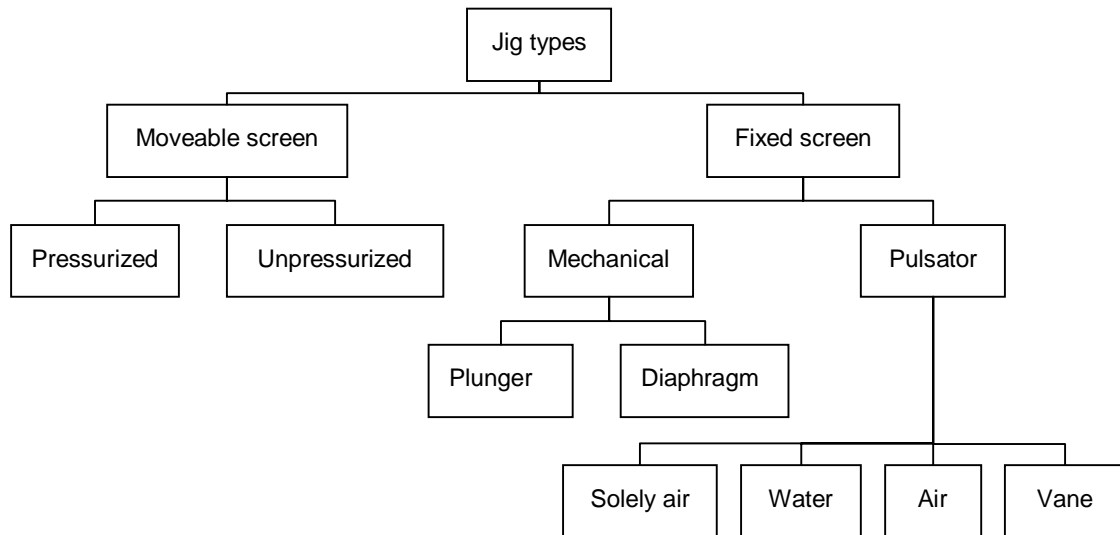 Jig types
Moveable screen
Fixed screen
Pressurized
Unpressurized
Mechanical
Pulsator
Plunger
Diaphragm
Solely air
Water
Air
Vane